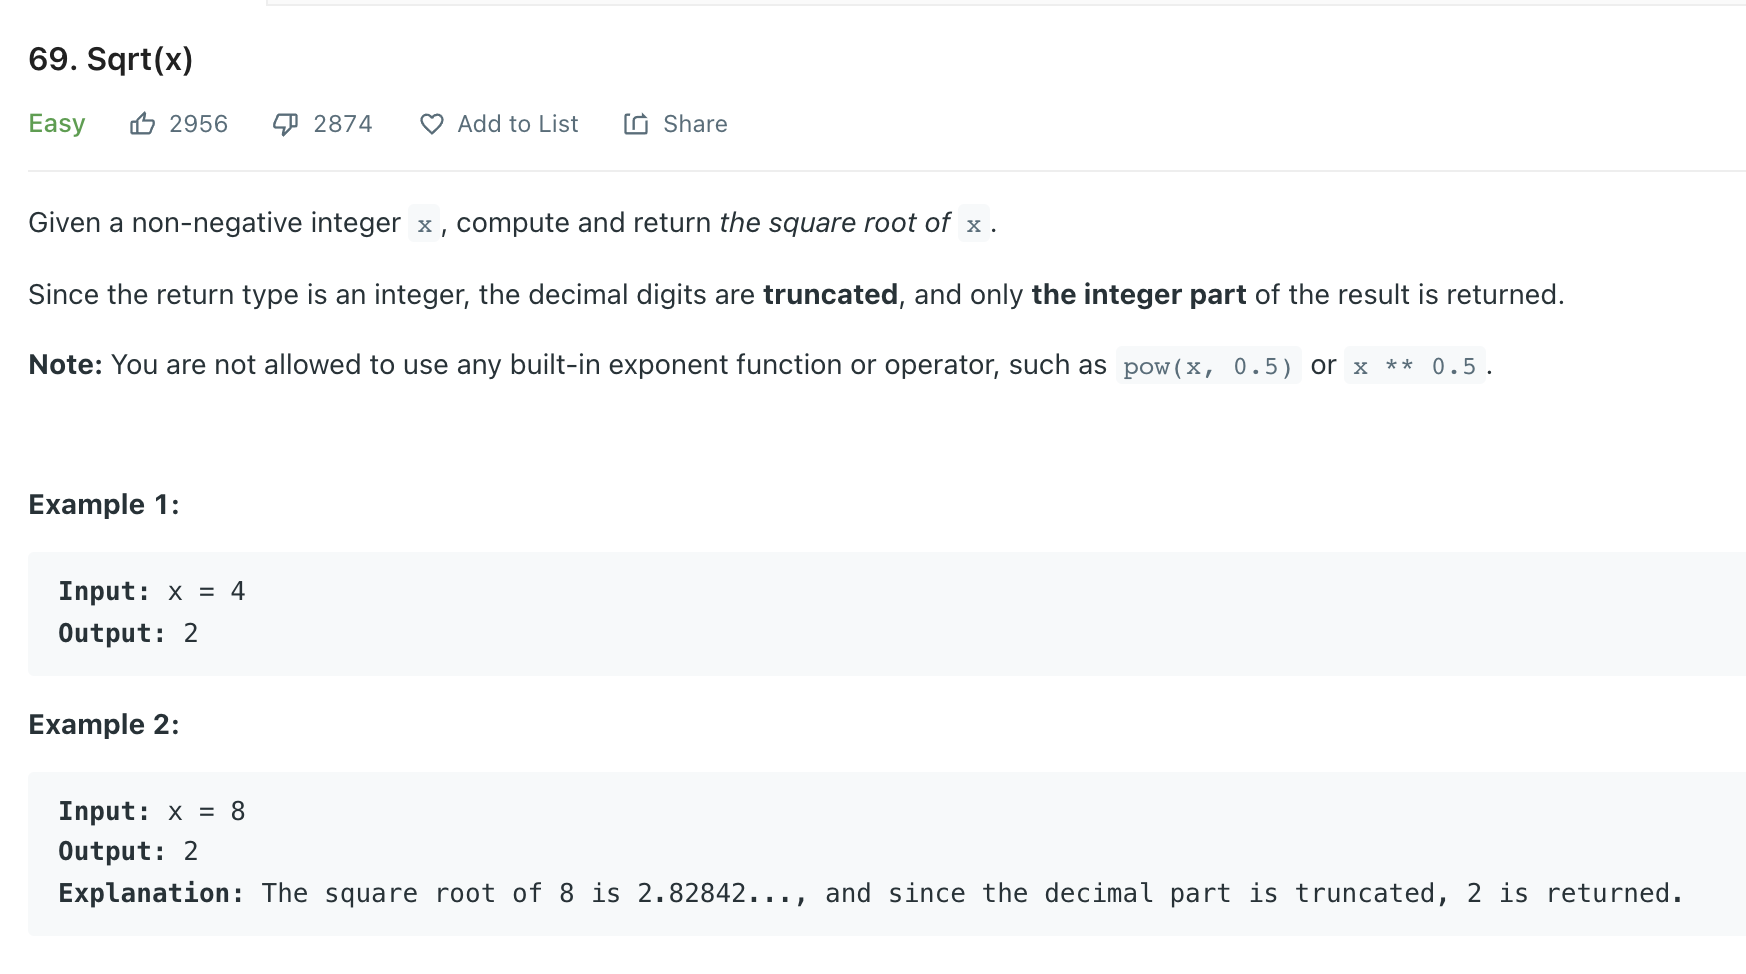 69. Sqrt(x)
Easy 2956 2874 Add to List Share
Given a non-negative integer x, compute and return the square root of x.
Since the return type is an integer, the decimal digits are truncated, and only the integer part of the result is returned.
Note: You are not allowed to use any built-in exponent function or operator, such as pow(x, 0.5) or x ** 0.5.
Example 1:
Input: x = 4
Output: 2
Example 2:
Input: x = 8
Output: 2
Explanation: The square root of 8 is 2.82842..., and since the decimal part is truncated, 2 is returned.